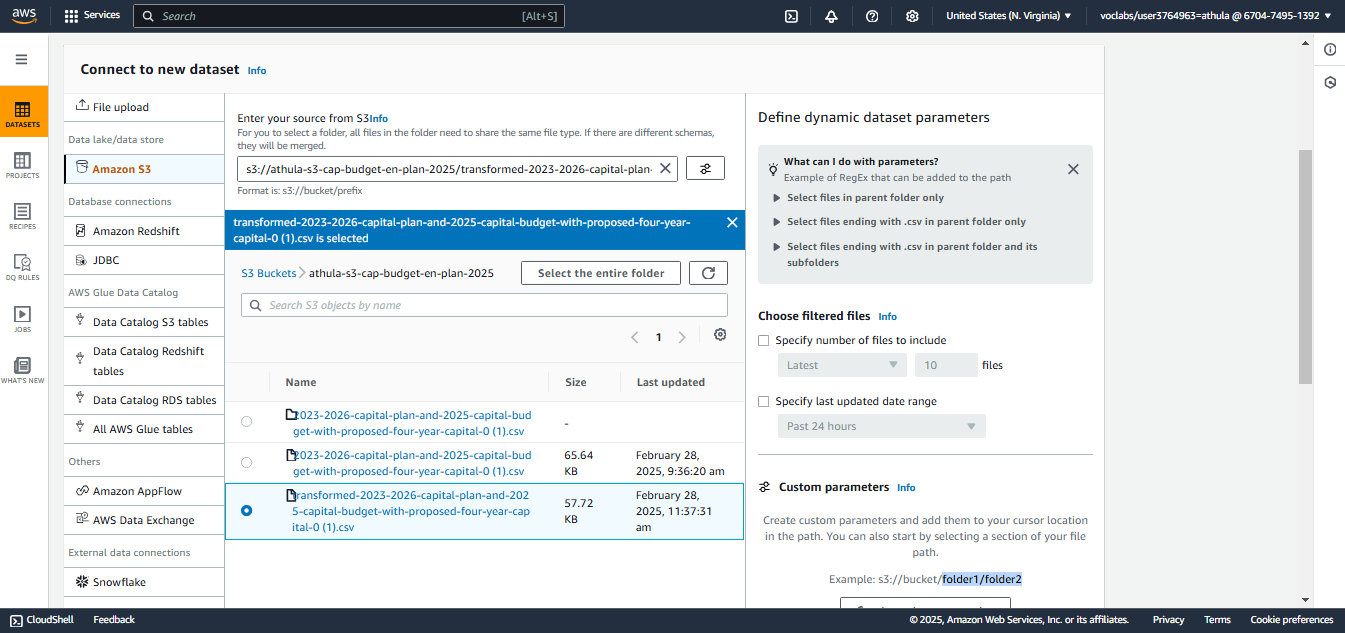 aws
Services
Search
[Alt+S]
United States (N. Virginia)
voclabs/user3764963=athula @ 6704-7495-1392
DATASETS
PROJECTS
RECIPES
DQ RULES
JOBS
WHAT'S NEW
Connect to new dataset Info
File upload
Data lake/data store
Amazon S3
Database connections
Amazon Redshift
JDBC
AWS Glue Data Catalog
Data Catalog S3 tables
Data Catalog Redshift
tables
Data Catalog RDS tables
All AWS Glue tables
Others
Amazon AppFlow
AWS Data Exchange
External data connections
Snowflake
Enter your source from S3Info
For you to select a folder, all files in the folder need to share the same file type. If there are different schemas,
they will be merged.
s3://athula-s3-cap-budget-en-plan-2025/transformed-2023-2026-capital-plan-
Format is: s3://bucket/prefix
transformed-2023-2026-capital-plan-and-2025-capital-budget-with-proposed-four-year-
capital-0 (1).csv is selected
S3 Buckets athula-s3-cap-budget-en-plan-2025
Select the entire folder
Search S3 objects by name
1
Name Size Last updated
2023-2026-capital-plan-and-2025-capital-bud
get-with-proposed-four-year-capital-0 (1).csv
-
2023-2026-capital-plan-and-2025-capital-bud
get-with-proposed-four-year-capital-0 (1).csv
65.64
KB
February 28,
2025, 9:36:20 am
transformed-2023-2026-capital-plan-and-202
5-capital-budget-with-proposed-four-year-cap
ital-0 (1).csv
57.72
KB
February 28,
2025, 11:37:31
am
Define dynamic dataset parameters
What can I do with parameters?
Example of RegEx that can be added to the path
Select files in parent folder only
Select files ending with .csv in parent folder only
Select files ending with .csv in parent folder and its
subfolders
Choose filtered files Info
Specify number of files to include
Latest
10
files
Specify last updated date range
Past 24 hours
Custom parameters Info
Create custom parameters and add them to your cursor location
in the path. You can also start by selecting a section of your file
path.
Example: s3://bucket/folder1/folder2
CloudShell
Feedback
© 2025, Amazon Web Services, Inc. or its affiliates.
Privacy
Terms
Cookie preferences